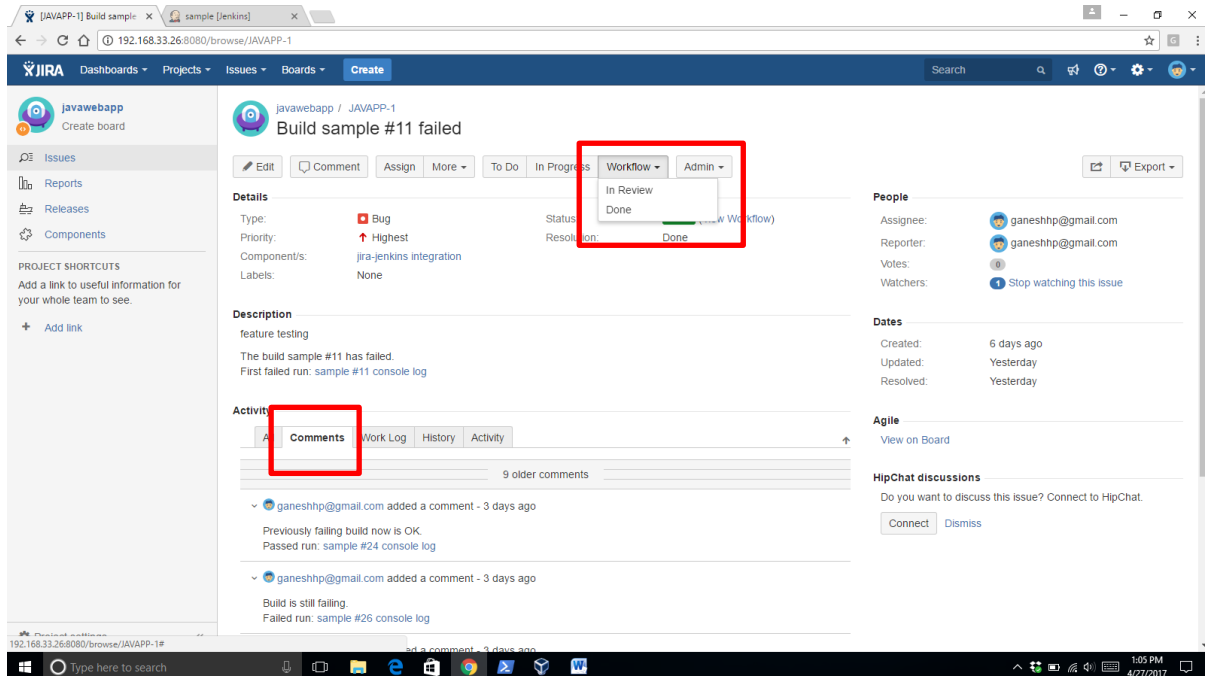 [JAVAPP-1] Build sample
sample [Jenkins]
192.168.33.26:8080/browse/JAVAPP-1
JIRA Dashboards Projects Issues Boards Create Search
javawebapp
Create board
Issues
Reports
Releases
Components
PROJECT SHORTCUTS
Add a link to useful information for
your whole team to see.
+ Add link
javawebapp / JAVAPP-1
Build sample #11 failed
Edit Comment Assign More To Do In Progress Workflow Admin Export
In Review
Done
Details
Type: Bug Status: Workflow)
Priority: Highest Resolution: Done
Component/s: jira-jenkins integration
Labels: None
Description
feature testing
The build sample #11 has failed.
First failed run: sample #11 console log
Activity
Comments Work Log History Activity
9 older comments
ganeshhp@gmail.com added a comment - 3 days ago
Previously failing build now is OK.
Passed run: sample #24 console log
ganeshhp@gmail.com added a comment - 3 days ago
Build is still failing.
Failed run: sample #26 console log
ed a comment - 3 days ago
People
Assignee: ganeshhp@gmail.com
Reporter: ganeshhp@gmail.com
Votes: 0
Watchers: 1 Stop watching this issue
Dates
Created: 6 days ago
Updated: Yesterday
Resolved: Yesterday
Agile
View on Board
HipChat discussions
Do you want to discuss this issue? Connect to HipChat.
Connect Dismiss
192.168.33.26:8080/browse/JAVAPP-1#
Type here to search
1:05 PM
4/27/2017